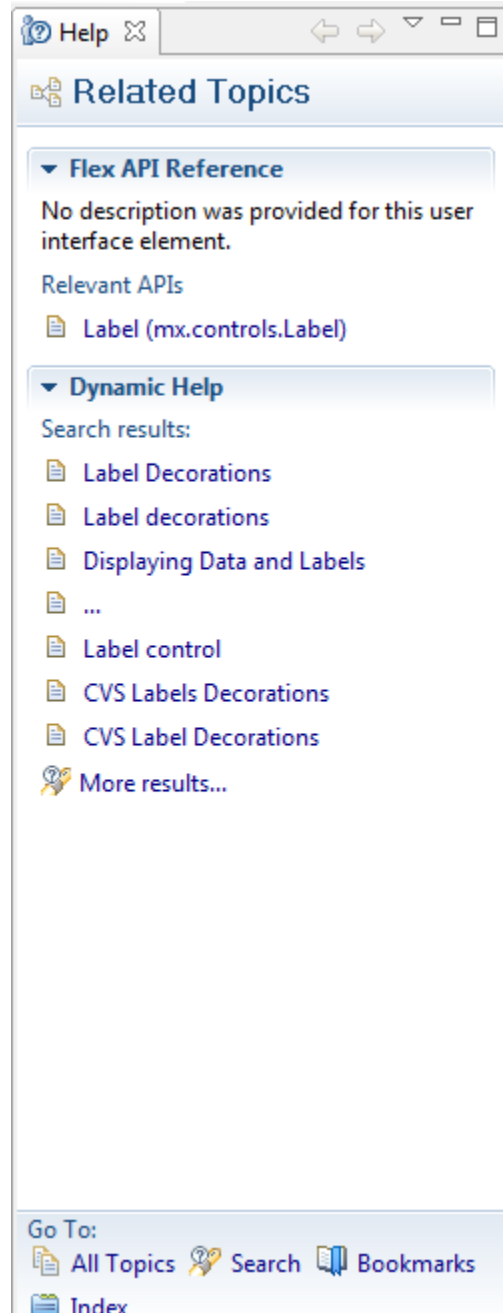 Help
Related Topics
Flex API Reference
No description was provided for this user
interface element.
Relevant APIs
Label (mx.controls.Label)
Dynamic Help
Search results:
Label Decorations
Label decorations
Displaying Data and Labels
...
Label control
CVS Labels Decorations
CVS Label Decorations
More results...
Go To:
All Topics Search Bookmarks
Index